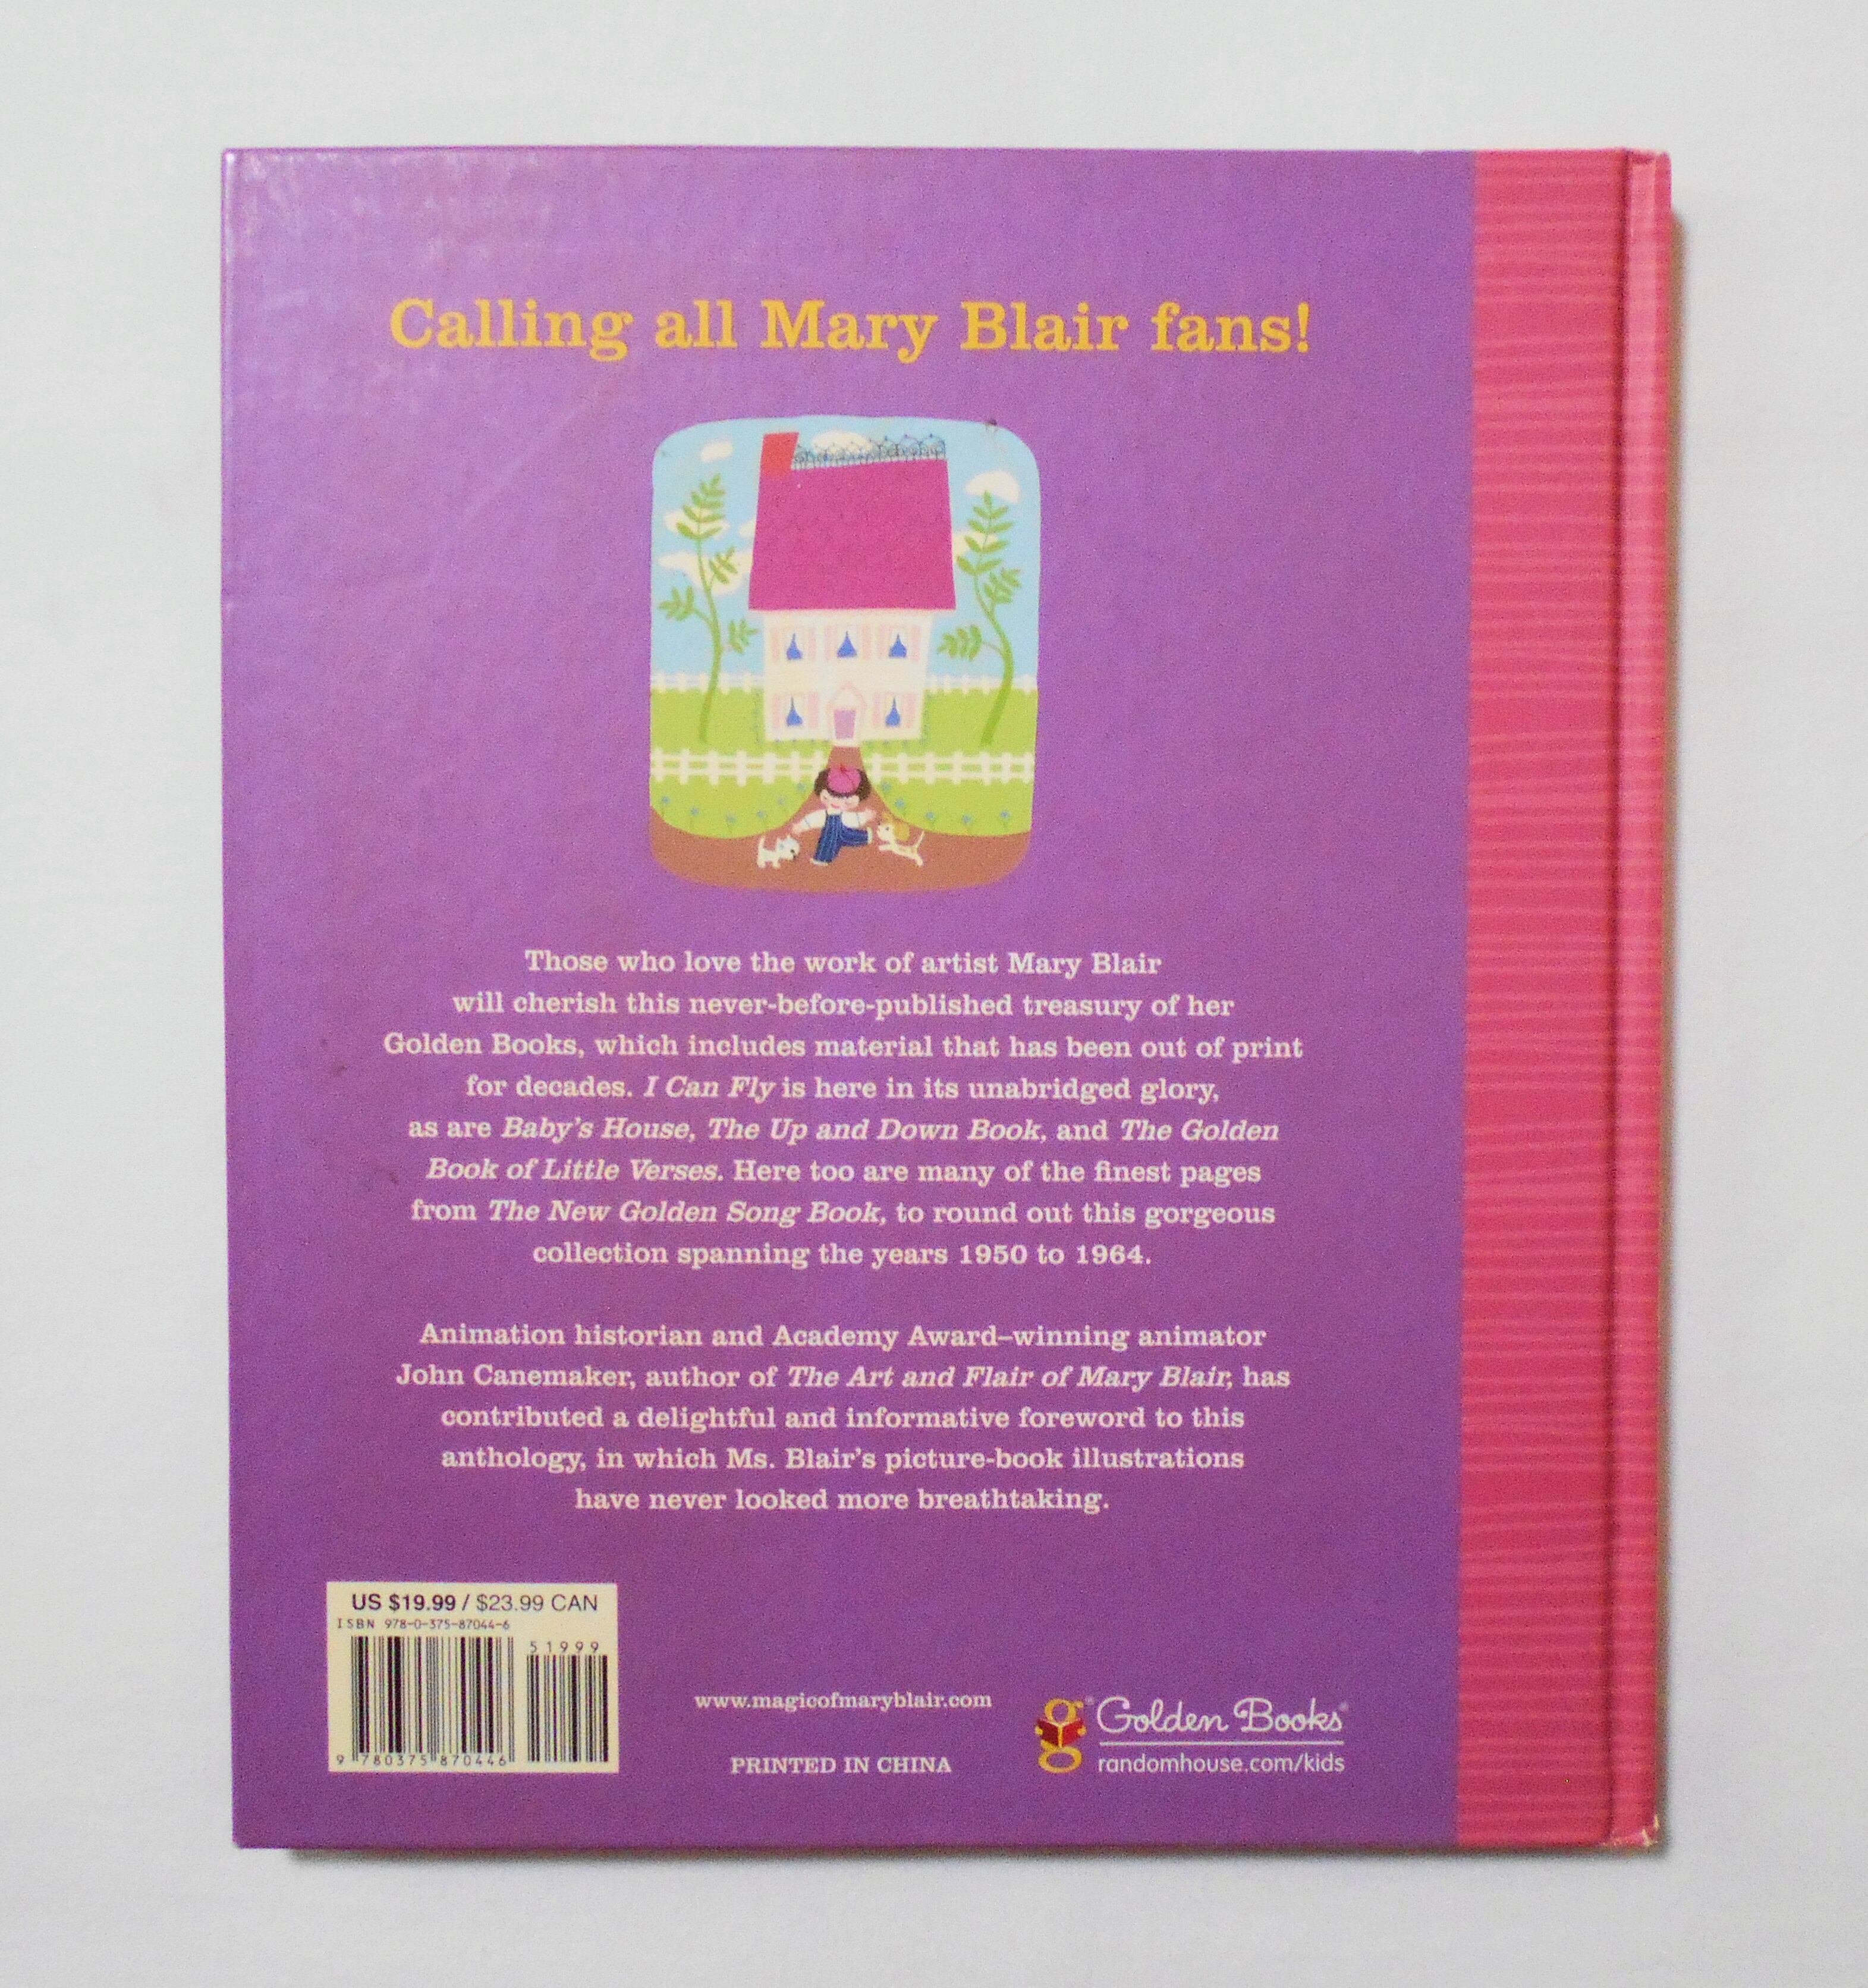 Calling all Mary Blair fans!
Those who love the work of artist Mary Blair
will cherish this never-before-published treasury of her
Golden Books, which includes material that has been out of print
for decades. I Can Fly is here in its unabridged glory,
as are Baby's House, The Up and Down Book, and The Golden
Book of Little Verses. Here too are many of the finest pages
from The New Golden Song Book, to round out this gorgeous
collection spanning the years 1950 to 1964.
Animation historian and Academy Award–winning animator
John Canemaker, author of The Art and Flair of Mary Blair, has
contributed a delightful and informative foreword to this
anthology, in which Ms. Blair's picture-book illustrations
have never looked more breathtaking.
US $19.99 / $23.99 CAN
ISBN 978-0-375-87044-6
51999
9 780375 870446
www.magicofmaryblair.com
PRINTED IN CHINA
g® Golden Books®
randomhouse.com/kids